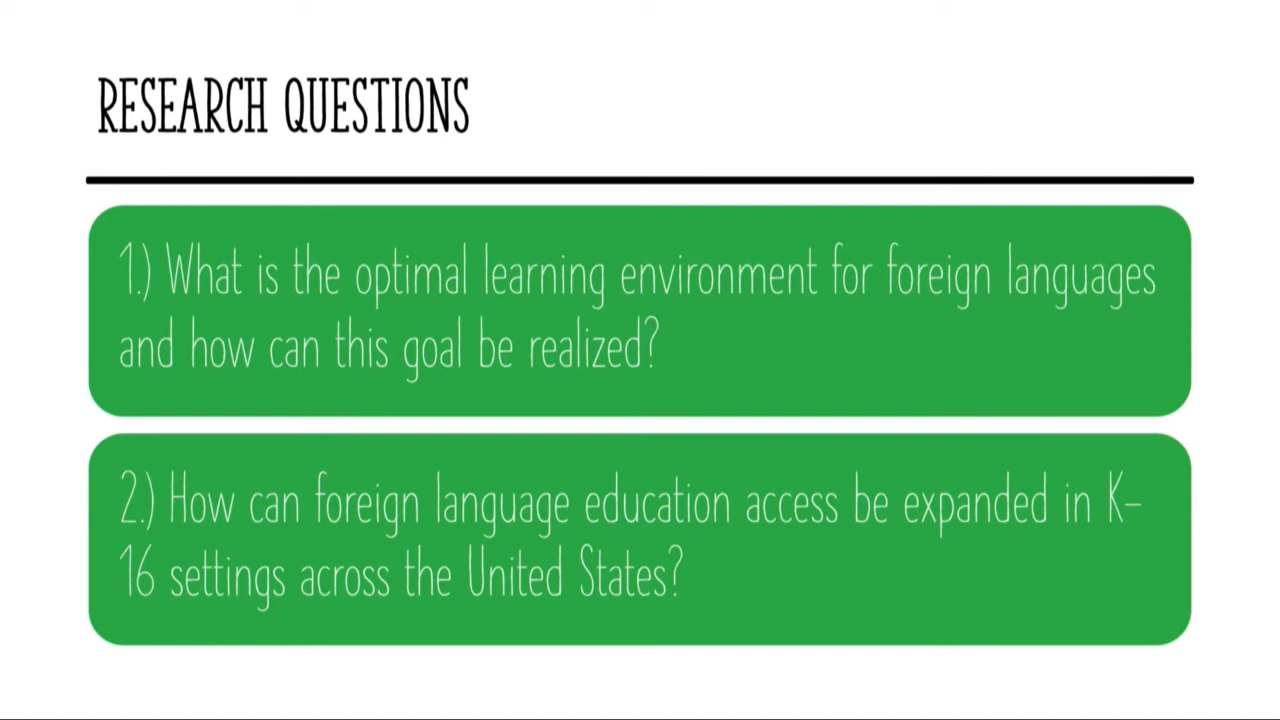 RESEARCH QUESTIONS
1.) What is the optimal learning environment for foreign languages
and how can this goal be realized?
2.) How can foreign language education access be expanded in K-
16 settings across the United States?